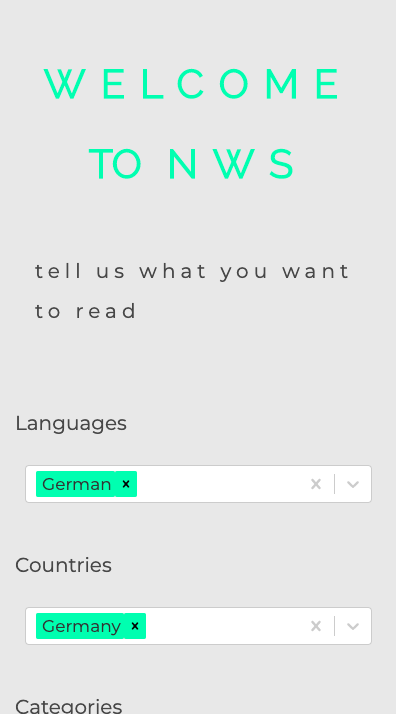 WELCOME
TO NWS
tell us what you want
to read
Languages
German
Countries
Germany
Categories